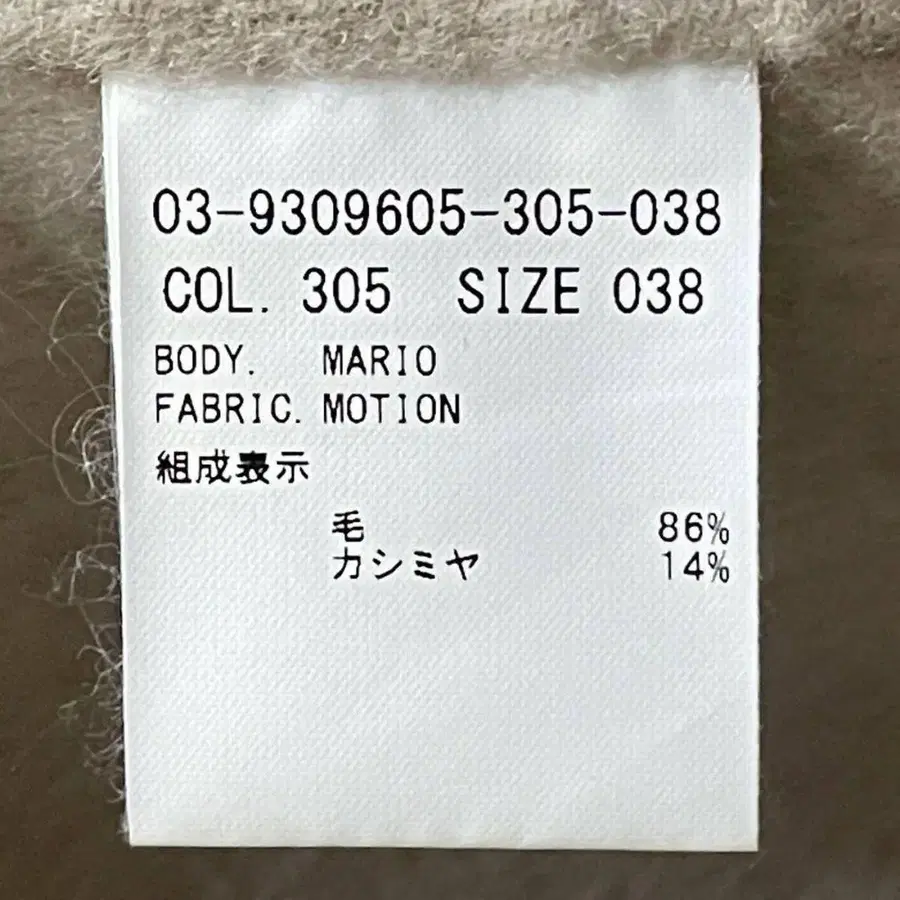 03-9309605-305-038
COL. 305 SIZE 038
BODY. MARIO
FABRIC. MOTION
組成表示
毛 86%
カシミヤ 14%